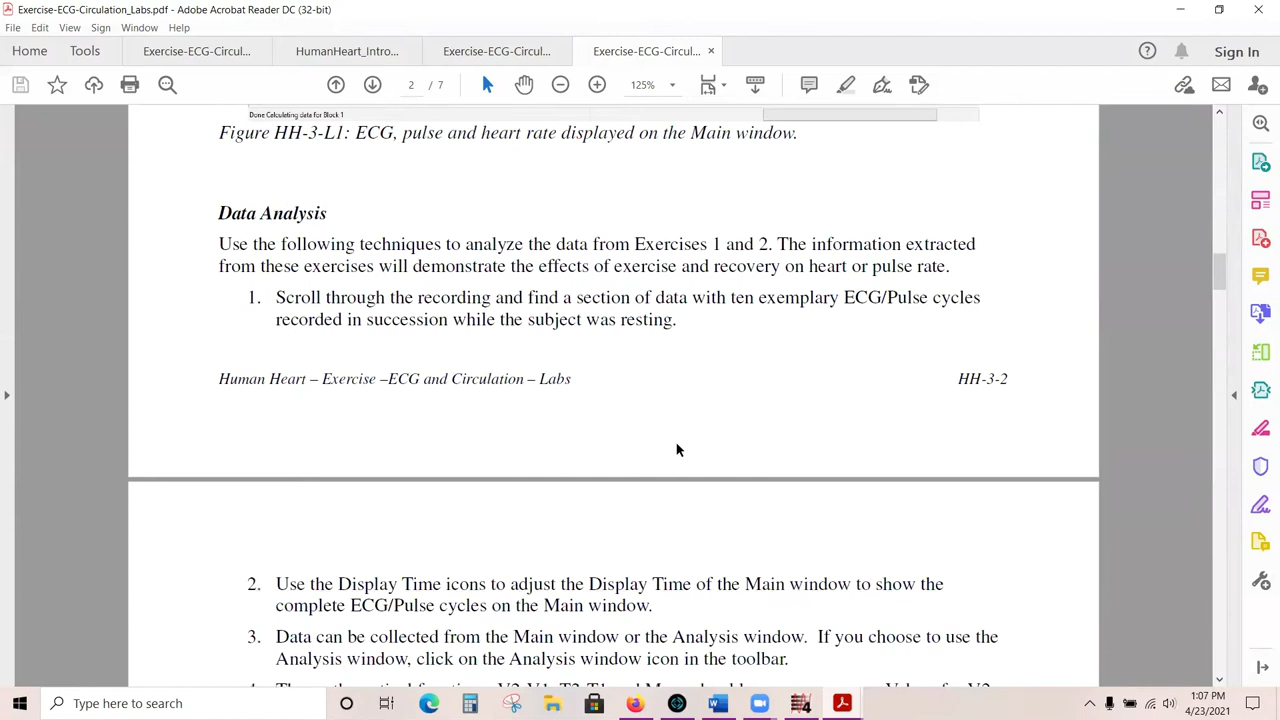 Exercise-ECG-Circulation_Labs.pdf - Adobe Acrobat Reader DC (32-bit)
File Edit View Sign Window Help
Home Tools Exercise-ECG-Circul... HumanHeart_Intro... Exercise-ECG-Circul... Exercise-ECG-Circul... × Sign In
2 / 7 125%
Done Calculating data for Block 1
Figure HH-3-L1: ECG, pulse and heart rate displayed on the Main window.
Data Analysis
Use the following techniques to analyze the data from Exercises 1 and 2. The information extracted
from these exercises will demonstrate the effects of exercise and recovery on heart or pulse rate.
1. Scroll through the recording and find a section of data with ten exemplary ECG/Pulse cycles
recorded in succession while the subject was resting.
Human Heart – Exercise –ECG and Circulation – Labs HH-3-2
2. Use the Display Time icons to adjust the Display Time of the Main window to show the
complete ECG/Pulse cycles on the Main window.
3. Data can be collected from the Main window or the Analysis window. If you choose to use the
Analysis window, click on the Analysis window icon in the toolbar.
Type here to search
1:07 PM
4/23/2021